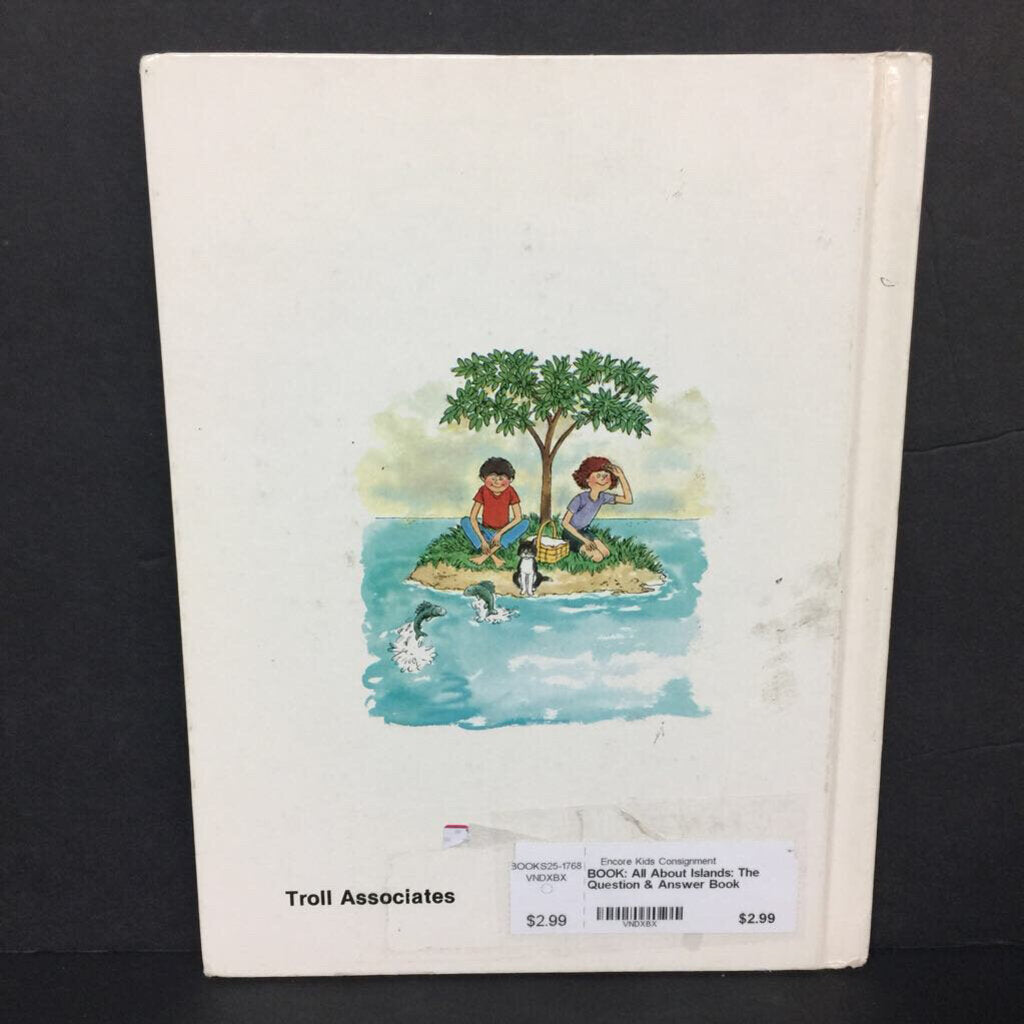 Troll Associates
BOOKS25-1768
VNDXBX
$2.99
Encore Kids Consignment
BOOK: All About Islands: The
Question & Answer Book
VNDXBX
$2.99